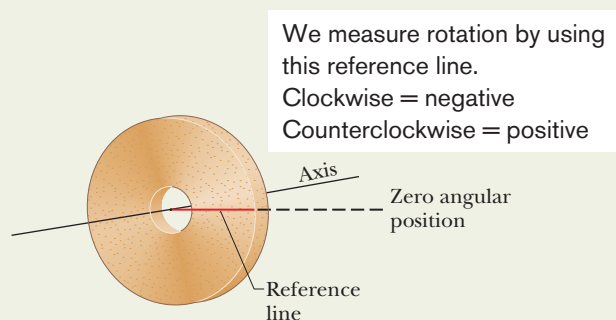 We measure rotation by using
this reference line.
Clockwise = negative
Counterclockwise = positive
Axis
Zero angular
position
Reference
line